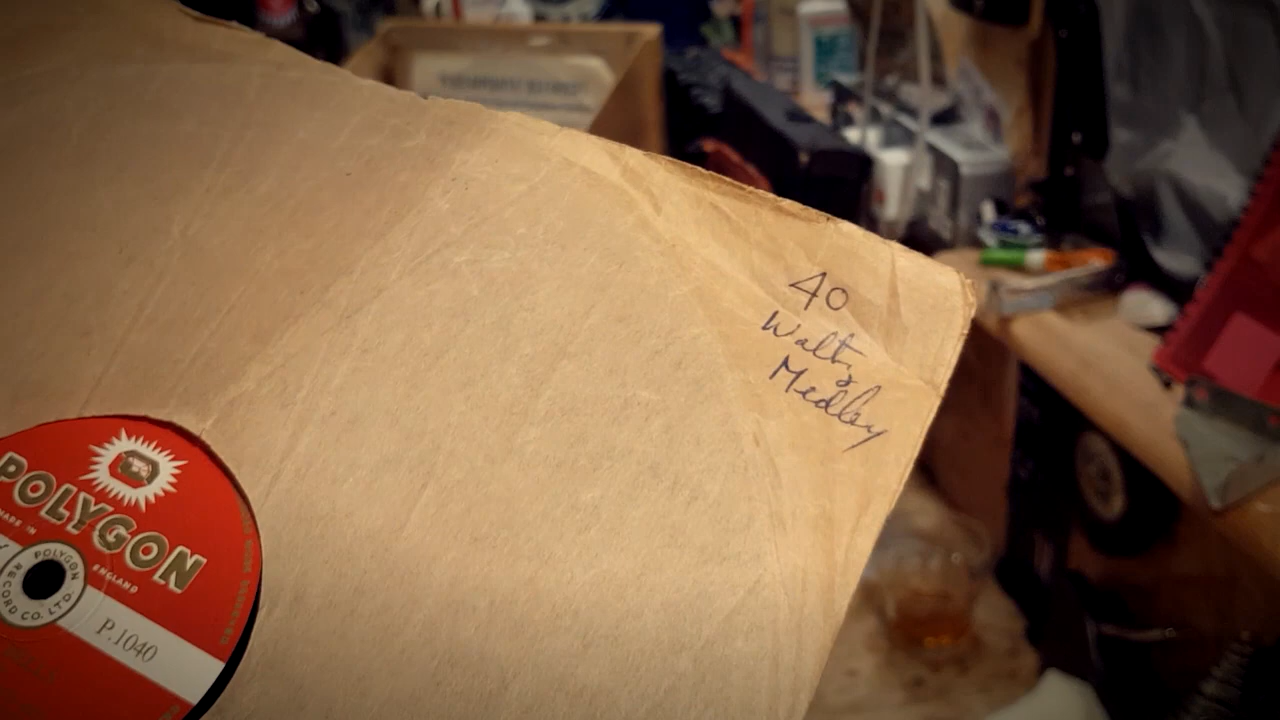 40
Waltz
Medley
POLYGON
MADE IN
ENGLAND
POLYGON
RECORD CO. LTD.
P.1040